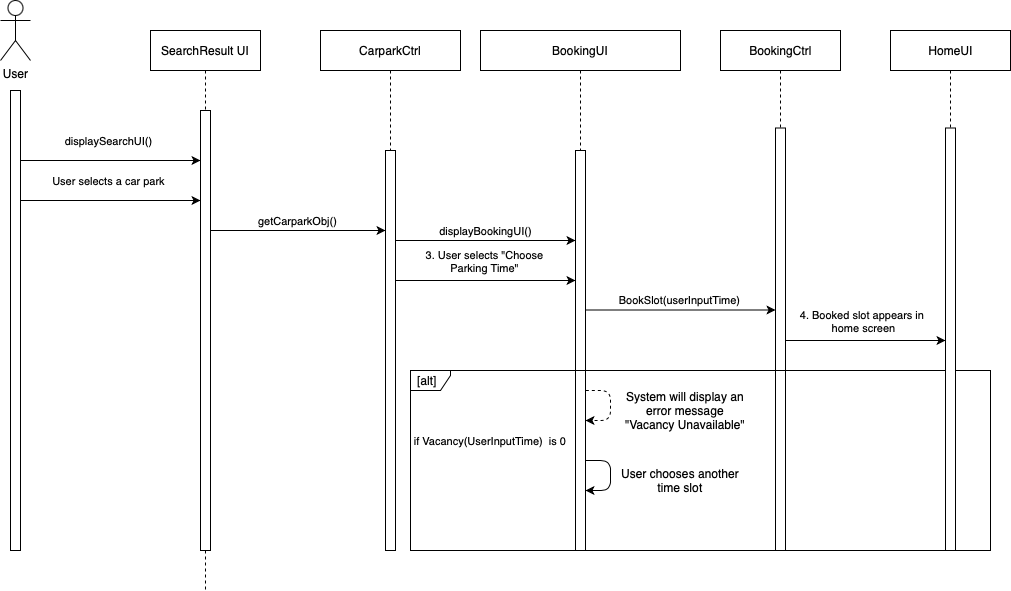 User
SearchResult UI
CarparkCtrl
BookingUI
BookingCtrl
HomeUI
displaySearchUI()
User selects a car park
getCarparkObj()
displayBookingUI()
3. User selects "Choose
Parking Time"
BookSlot(userInputTime)
4. Booked slot appears in
home screen
[alt]
System will display an
error message
"Vacancy Unavailable"
if Vacancy(UserInputTime) is 0
User chooses another
time slot